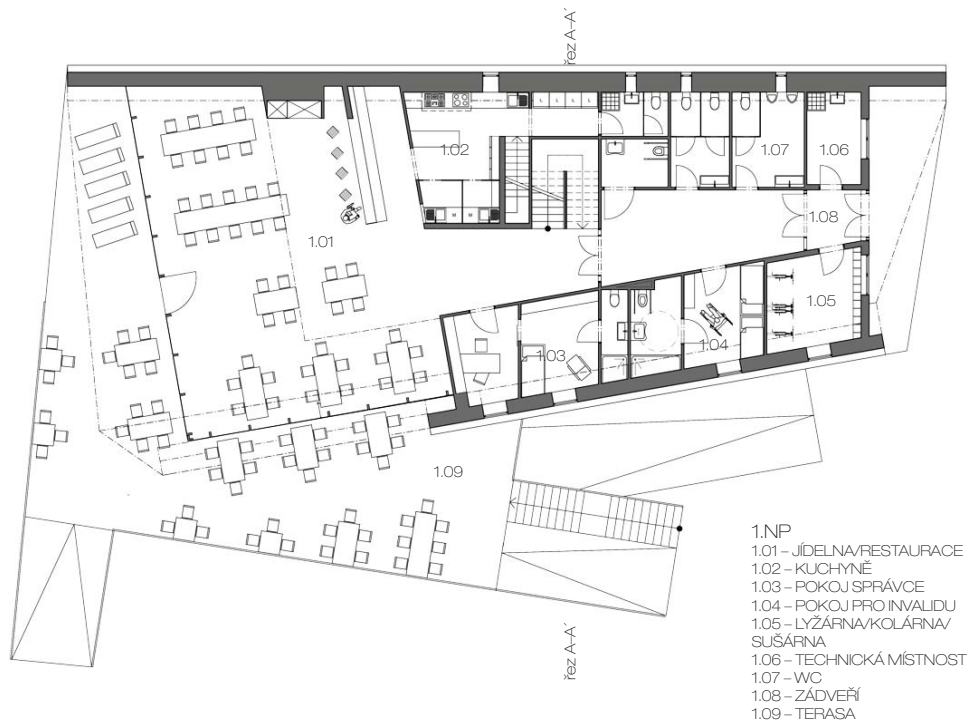 řez A-A'
1.02
1.07
1.06
1.08
1.01
1.05
1.04
1.03
1.09
řez A-A'
1.NP
1.01 – JÍDELNA/RESTAURACE
1.02 – KUCHYNĚ
1.03 – POKOJ SPRÁVCE
1.04 – POKOJ PRO INVALIDU
1.05 – LYŽÁRNA/KOLÁRNA/
SUŠÁRNA
1.06 – TECHNICKÁ MÍSTNOST
1.07 – WC
1.08 – ZÁDVEŘÍ
1.09 – TERASA